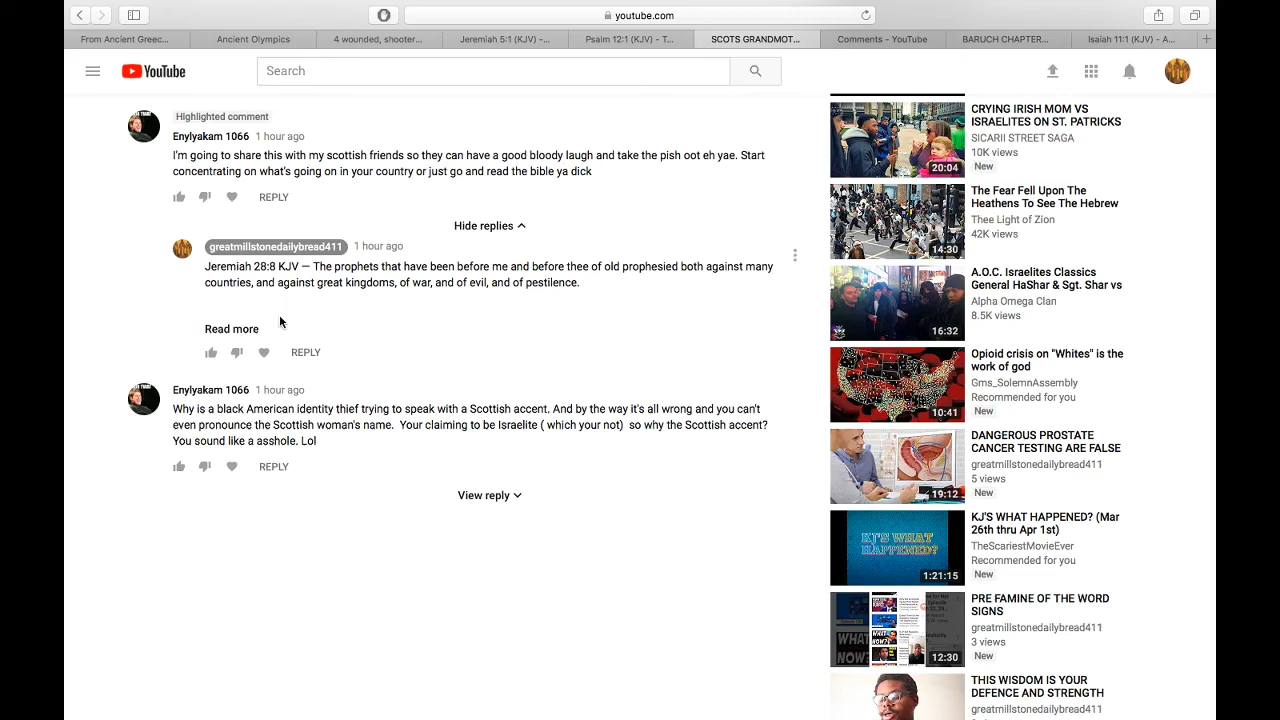 youtube.com
From Ancient Greec...
Ancient Olympics
4 wounded, shooter...
Jeremiah 5:1 (KJV) -...
Psalm 12:1 (KJV) - T...
SCOTS GRANDMOT...
Comments - YouTube
BARUCH CHAPTER...
Isaiah 11:1 (KJV) - A...
YouTube
Search
Highlighted comment
Enylyakam 1066 1 hour ago
I'm going to share this with my scottish friends so they can have a good bloody laugh and take the pish oot eh yae. Start
concentrating on what's going on in your country or just go and read the bible ya dick
REPLY
Hide replies
greatmillstonedailybread411 1 hour ago
Jeremiah 28:8 KJV — The prophets that have been before me and before thee of old prophesied both against many
countries, and against great kingdoms, of war, and of evil, and of pestilence.
Read more
REPLY
Enylyakam 1066 1 hour ago
Why is a black American identity thief trying to speak with a Scottish accent. And by the way it's all wrong and you can't
even pronounce the Scottish woman's name. Your claiming to be Israelite ( which your not) so why the Scottish accent?
You sound like a asshole. Lol
REPLY
View reply
CRYING IRISH MOM VS
ISRAELITES ON ST. PATRICKS
SICARII STREET SAGA
10K views
New
20:04
The Fear Fell Upon The
Heathens To See The Hebrew
Thee Light of Zion
42K views
14:30
A.O.C. Israelites Classics
General HaShar & Sgt. Shar vs
Alpha Omega Clan
8.5K views
16:32
Opioid crisis on "Whites" is the
work of god
Gms_SolemnAssembly
Recommended for you
New
10:41
DANGEROUS PROSTATE
CANCER TESTING ARE FALSE
greatmillstonedailybread411
5 views
New
19:12
KJ'S WHAT HAPPENED? (Mar
26th thru Apr 1st)
TheScariestMovieEver
Recommended for you
New
KJ'S WHAT
HAPPENED?
1:21:15
PRE FAMINE OF THE WORD
SIGNS
greatmillstonedailybread411
3 views
New
WHAT
NOW?
12:30
THIS WISDOM IS YOUR
DEFENCE AND STRENGTH
greatmillstonedailybread411